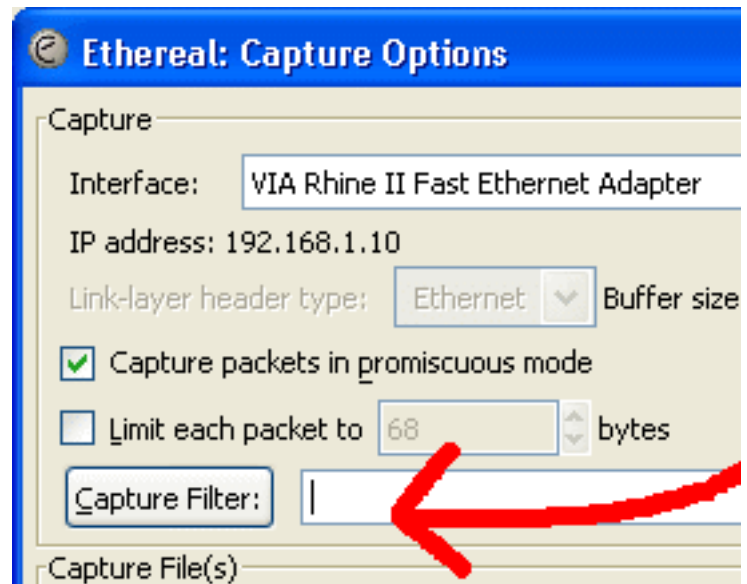 Ethereal: Capture Options
Capture
Interface: VIA Rhine II Fast Ethernet Adapter
IP address: 192.168.1.10
Link-layer header type: Ethernet Buffer size
Capture packets in promiscuous mode
Limit each packet to 68 bytes
Capture Filter:
Capture File(s)